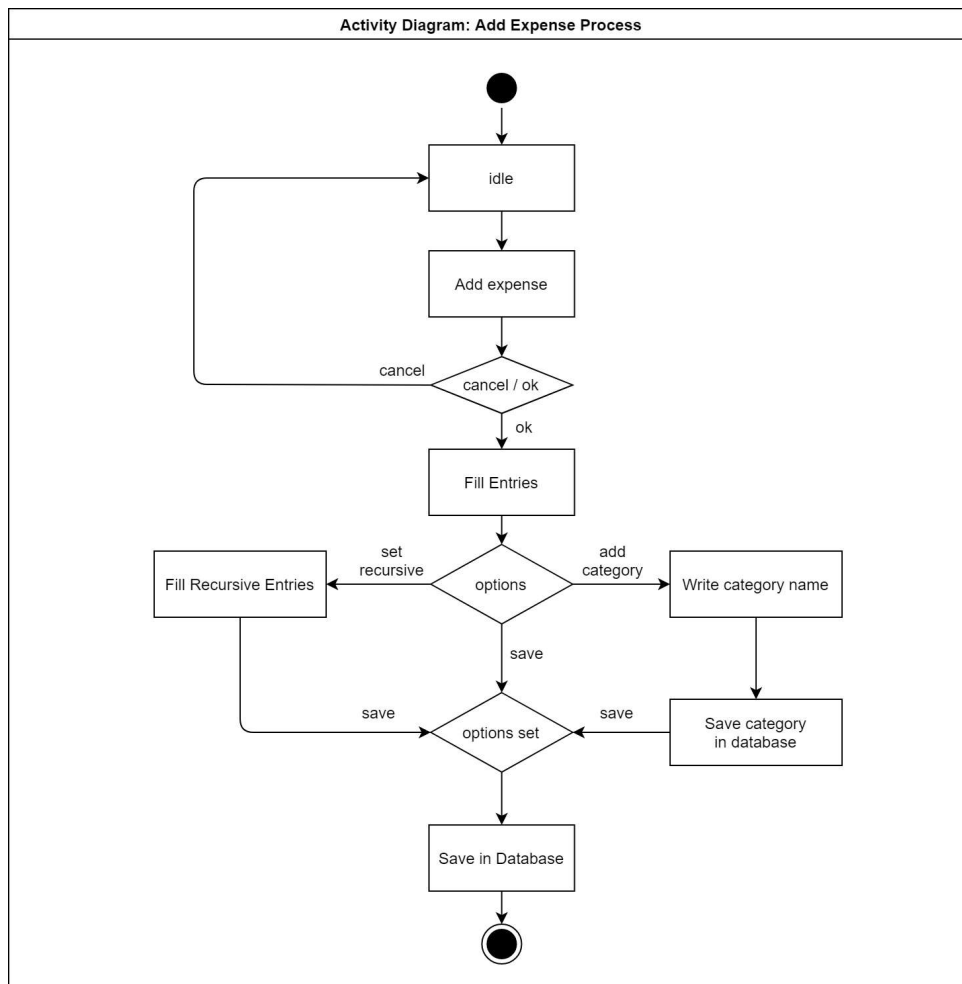 Activity Diagram: Add Expense Process
idle
Add expense
cancel
cancel / ok
ok
Fill Entries
set
recursive
add
category
Fill Recursive Entries
options
Write category name
save
save
options set
save
Save category
in database
Save in Database